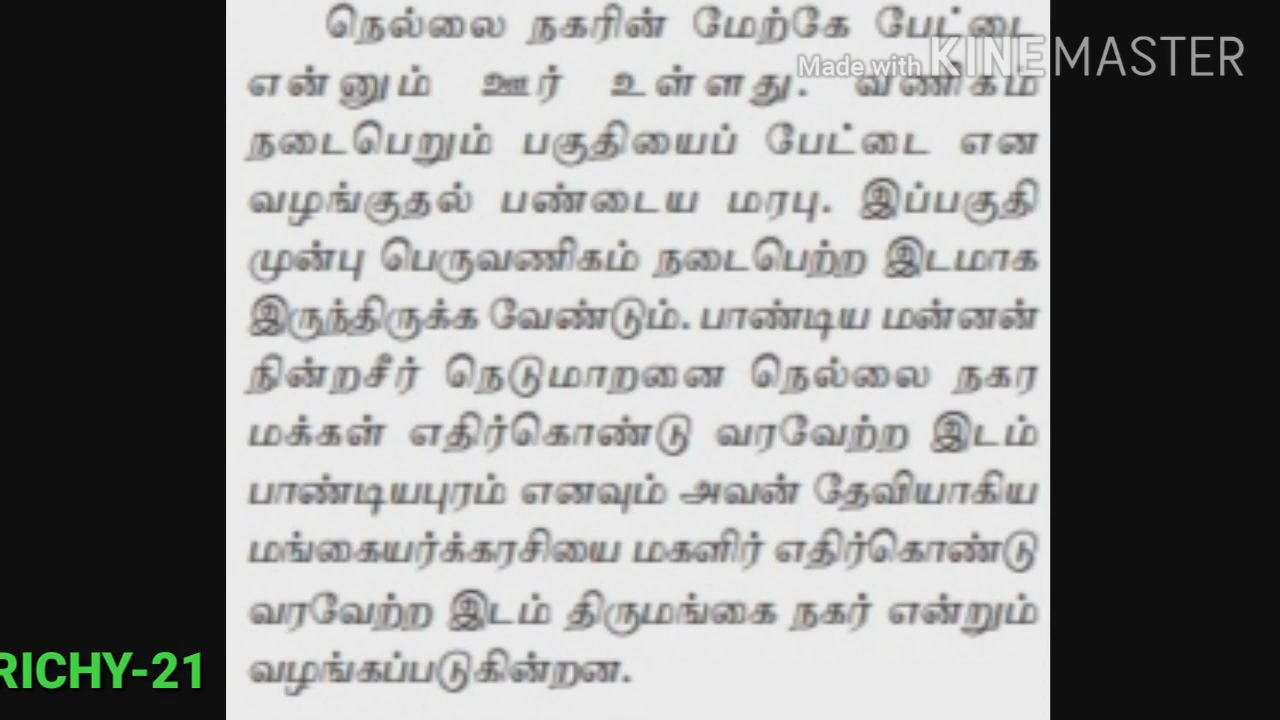 நெல்லை நகரின் மேற்கே பேட்டை
Made with KINEMASTER
என்னும் ஊர் உள்ளது. வணிகம்
நடைபெறும் பகுதியைப் பேட்டை என
வழங்குதல் பண்டைய மரபு. இப்பகுதி
முன்பு பெருவணிகம் நடைபெற்ற இடமாக
இருந்திருக்க வேண்டும். பாண்டிய மன்னன்
நின்றசீர் நெடுமாறனை நெல்லை நகர
மக்கள் எதிர்கொண்டு வரவேற்ற இடம்
பாண்டியபுரம் எனவும் அவன் தேவியாகிய
மங்கையர்க்கரசியை மகளிர் எதிர்கொண்டு
வரவேற்ற இடம் திருமங்கை நகர் என்றும்
வழங்கப்படுகின்றன.
RICHY-21